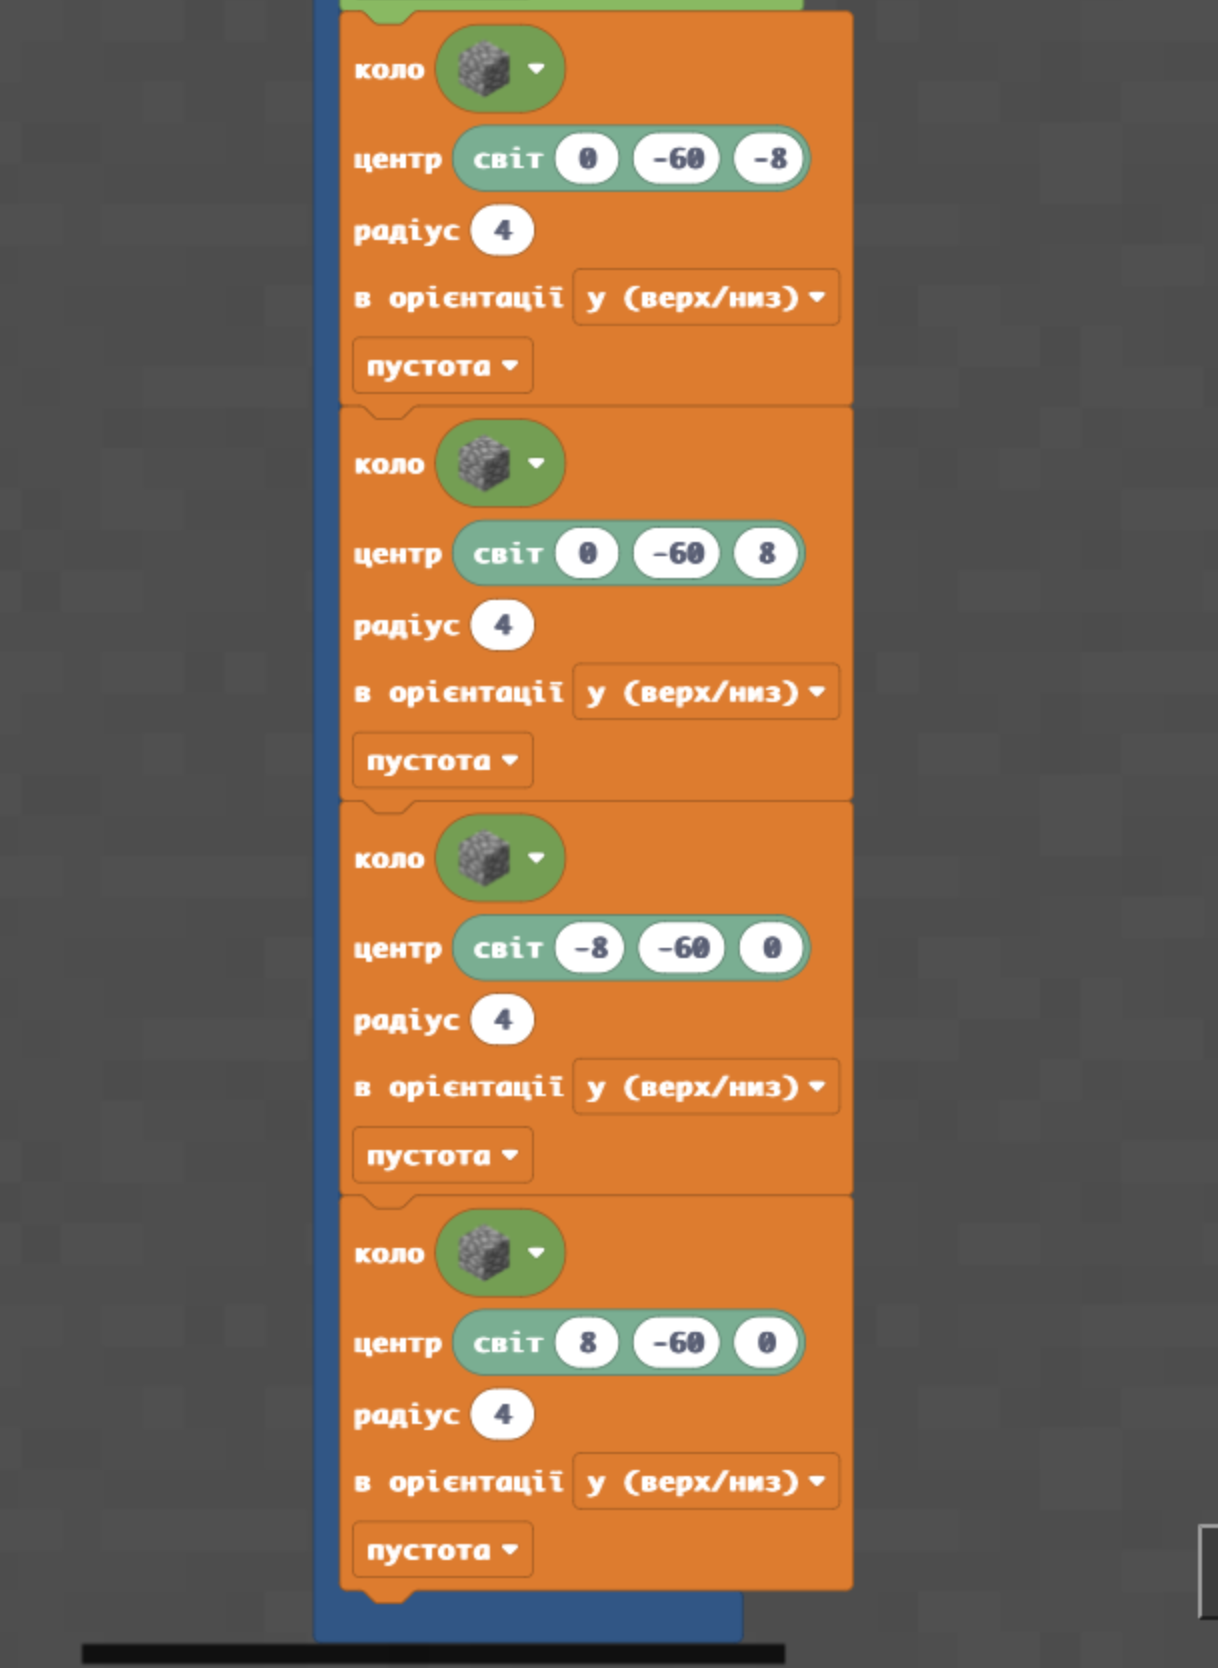 коло
центр світ 0 -60 -8
радіус 4
в орієнтації y (верх/низ)
пустота
коло
центр світ 0 -60 8
радіус 4
в орієнтації y (верх/низ)
пустота
коло
центр світ -8 -60 0
радіус 4
в орієнтації y (верх/низ)
пустота
коло
центр світ 8 -60 0
радіус 4
в орієнтації y (верх/низ)
пустота